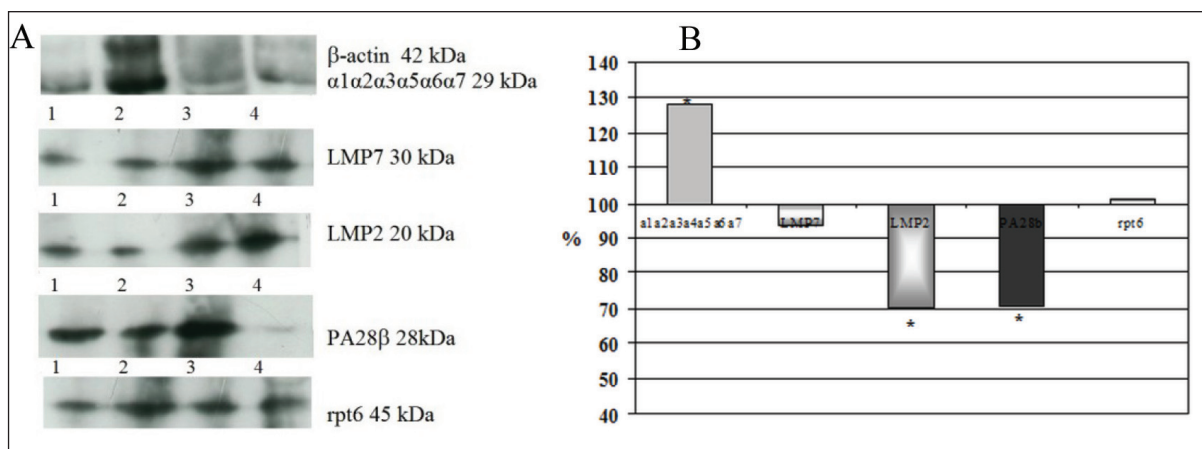 A
β-actin 42 kDa
α1α2α3α5α6α7 29 kDa
1 2 3 4
LMP7 30 kDa
1 2 3 4
LMP2 20 kDa
1 2 3 4
PA28β 28kDa
1 2 3 4
rpt6 45 kDa
B
140
130
120
110
100
90
80
70
60
50
40
%
*
a1a2a3a4a5a6a7
LMP7
LMP2
PA28b
rpt6
*
*